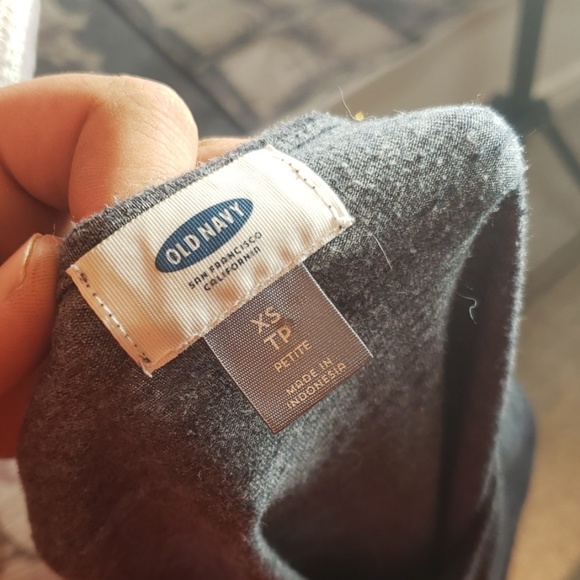 OLD NAVY
SAN FRANCISCO
CALIFORNIA
XS
TP
PETITE
MADE IN
INDONESIA